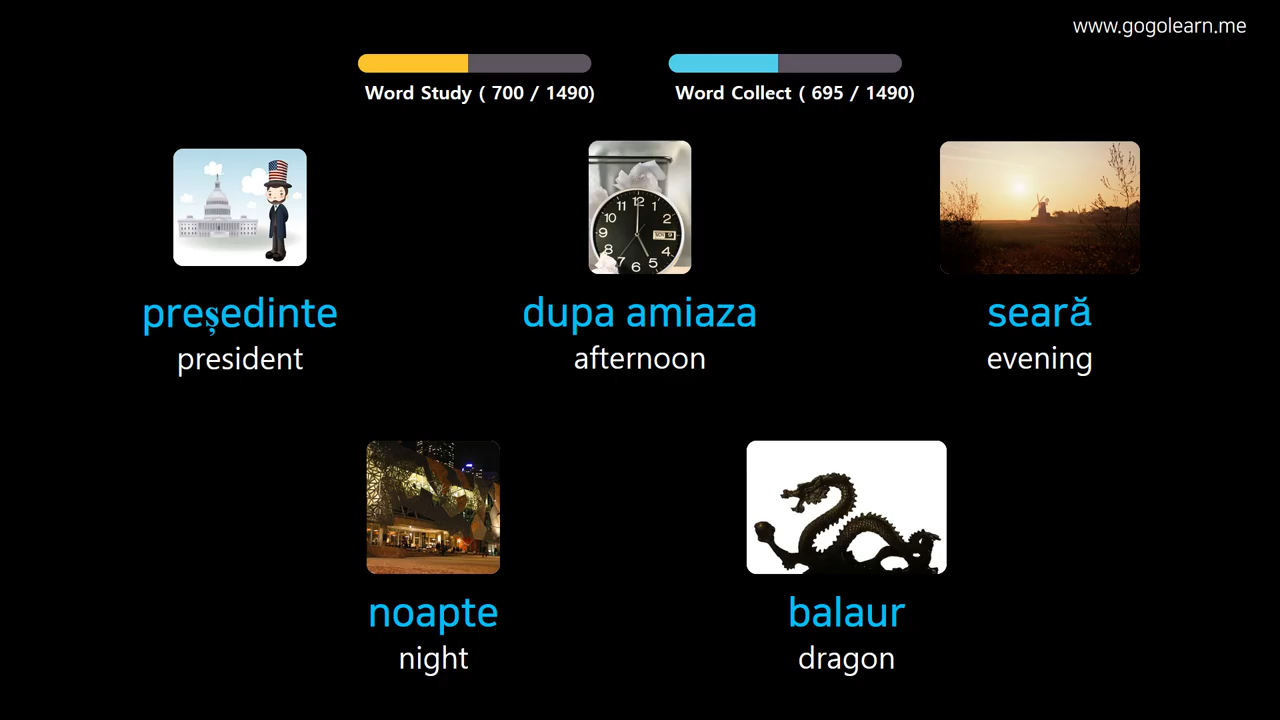 www.gogolearn.me
Word Study ( 700 / 1490)
Word Collect ( 695 / 1490)
președinte
president
dupa amiaza
afternoon
seară
evening
noapte
night
balaur
dragon